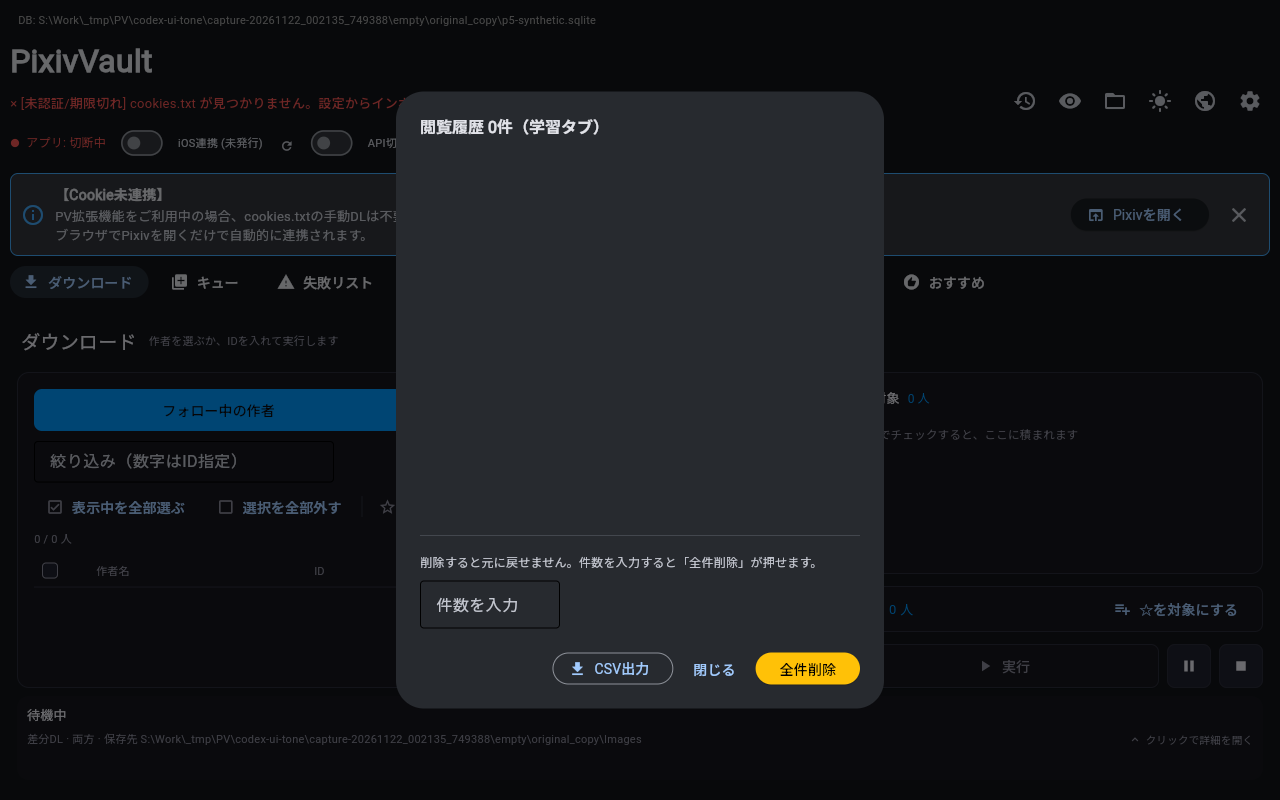 DB: S:\Work\_tmp\PV\codex-ui-tone\capture-20261122_002135_749388\empty\original_copy\p5-synthetic.sqlite
PixivVault
× [未認証/期限切れ] cookies.txt が見つかりません。設定からイン
アプリ: 切断中 iOS連携 (未発行) API切
【Cookie未連携】
PV拡張機能をご利用中の場合、cookies.txtの手動DLは不
ブラウザでPixivを開くだけで自動的に連携されます。
Pixivを開く
ダウンロード キュー 失敗リスト おすすめ
ダウンロード 作者を選ぶか、IDを入れて実行します
フォロー中の作者
絞り込み（数字はID指定）
表示中を全部選ぶ 選択を全部外す ☆
0 / 0 人
作者名 ID
象 0 人
でチェックすると、ここに積まれます
0 人 ☆を対象にする
実行
閲覧履歴 0件（学習タブ）
削除すると元に戻せません。件数を入力すると「全件削除」が押せます。
件数を入力
CSV出力 閉じる 全件削除
待機中
差分DL · 両方 · 保存先 S:\Work\_tmp\PV\codex-ui-tone\capture-20261122_002135_749388\empty\original_copy\Images
クリックで詳細を開く